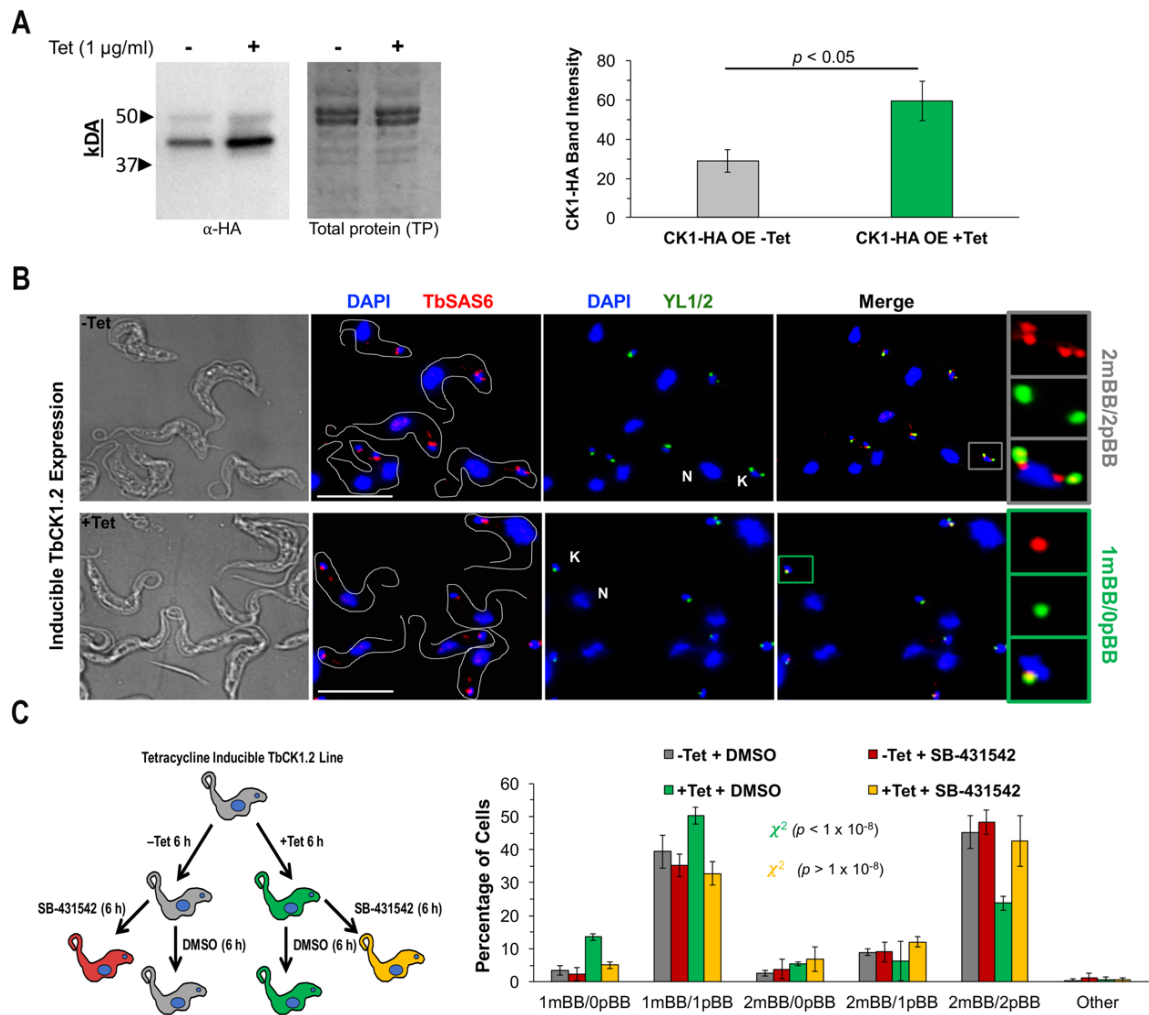 A
Tet (1 µg/ml) - + - +
kDA
50
37
α-HA
Total protein (TP)
CK1-HA Band Intensity
80
60
40
20
0
p < 0.05
CK1-HA OE -Tet
CK1-HA OE +Tet
B
DAPI TbSAS6
DAPI YL1/2
Merge
Inducible TbCK1.2 Expression
-Tet
N
K
2mBB/2pBB
+Tet
K
N
1mBB/0pBB
C
Tetracycline Inducible TbCK1.2 Line
–Tet 6 h
+Tet 6 h
SB-431542 (6 h)
DMSO (6 h)
DMSO (6 h)
SB-431542 (6 h)
-Tet + DMSO
-Tet + SB-431542
+Tet + DMSO
+Tet + SB-431542
χ² (p < 1 x 10⁻⁸)
χ² (p > 1 x 10⁻⁸)
Percentage of Cells
60
50
40
30
20
10
0
1mBB/0pBB
1mBB/1pBB
2mBB/0pBB
2mBB/1pBB
2mBB/2pBB
Other